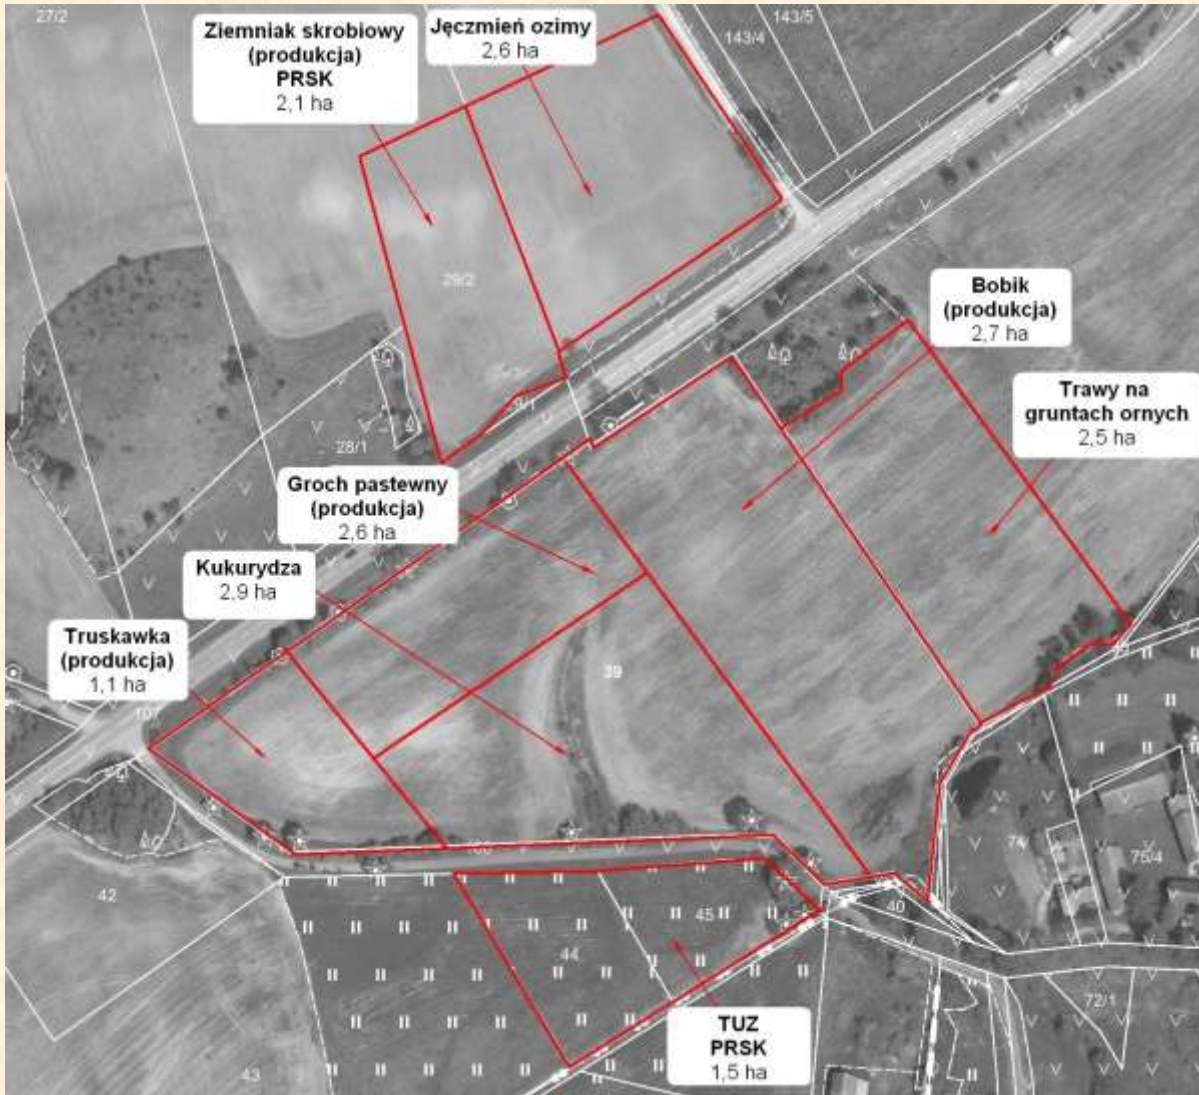 27/2
143/5
143/4
Ziemniak skrobiowy
(produkcja)
PRSK
2,1 ha
Jęczmień ozimy
2,6 ha
29/2
Bobik
(produkcja)
2,7 ha
Trawy na
gruntach ornych
2,5 ha
28/1
Groch pastewny
(produkcja)
2,6 ha
Kukurydza
2,9 ha
Truskawka
(produkcja)
1,1 ha
107
39
42
45
40
44
75/4
72/1
43
TUZ
PRSK
1,5 ha